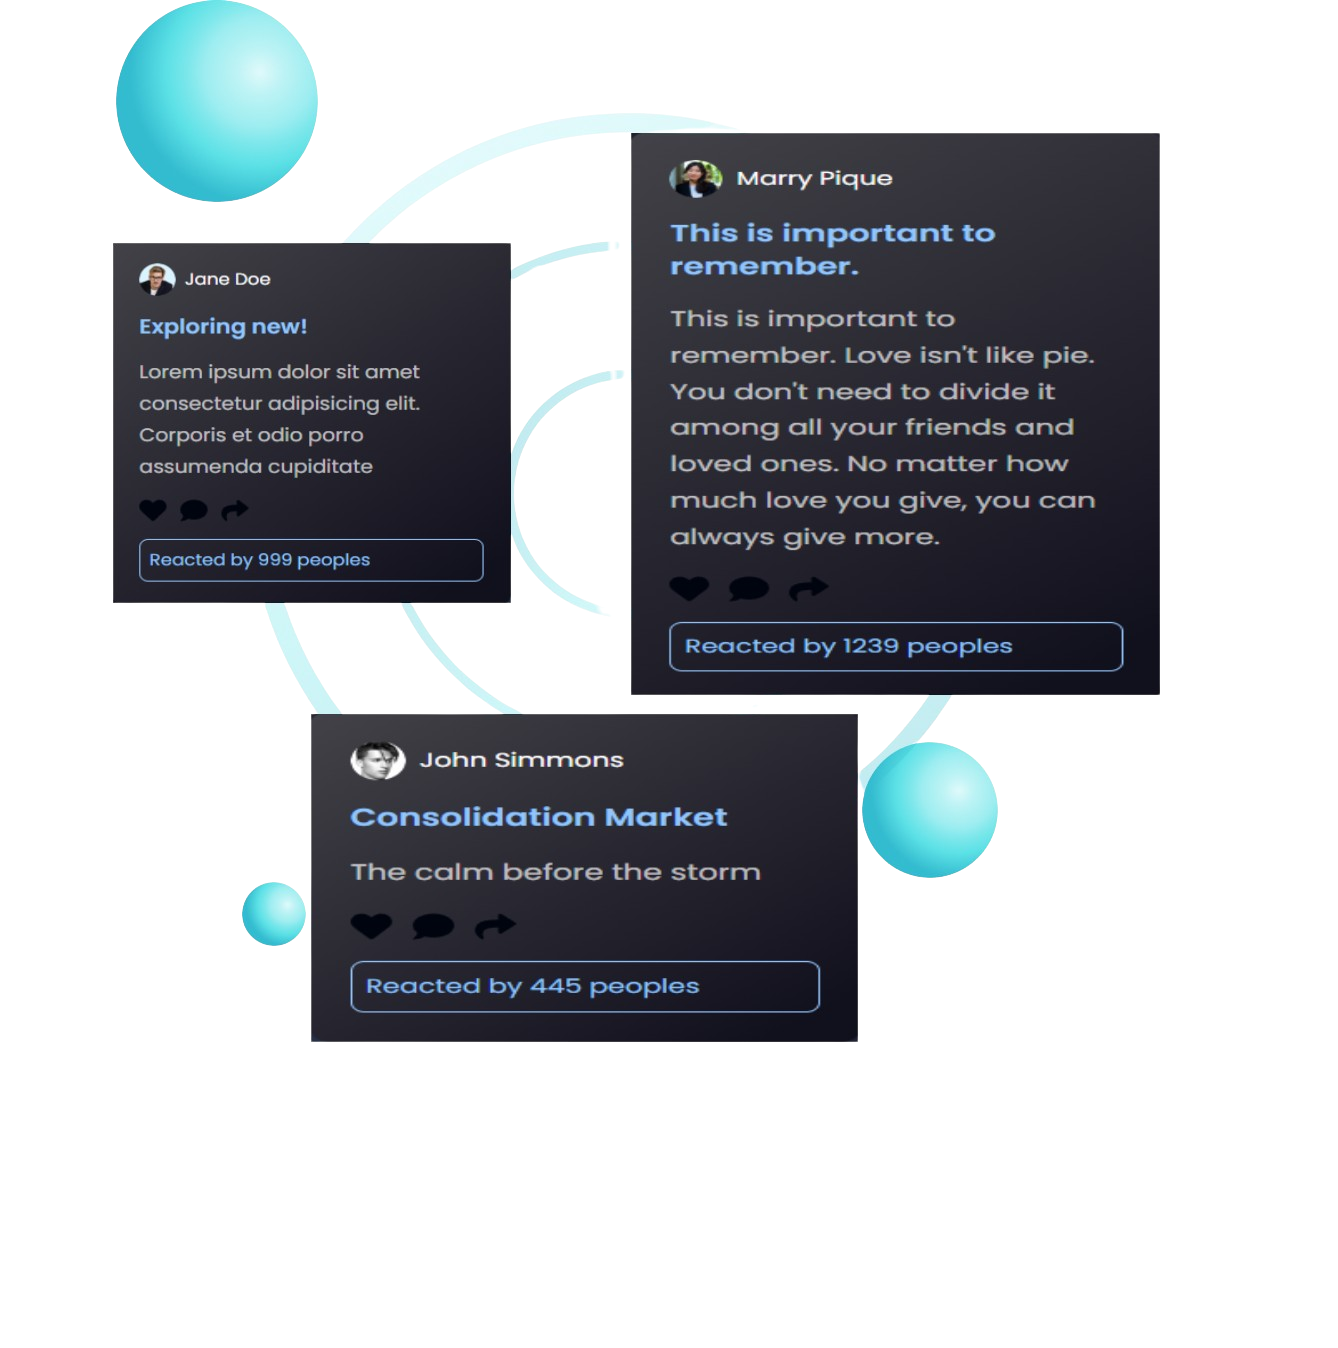 Jane Doe
Exploring new!
Lorem ipsum dolor sit amet
consectetur adipisicing elit.
Corporis et odio porro
assumenda cupiditate
Reacted by 999 peoples
Marry Pique
This is important to
remember.
This is important to
remember. Love isn't like pie.
You don't need to divide it
among all your friends and
loved ones. No matter how
much love you give, you can
always give more.
Reacted by 1239 peoples
John Simmons
Consolidation Market
The calm before the storm
Reacted by 445 peoples